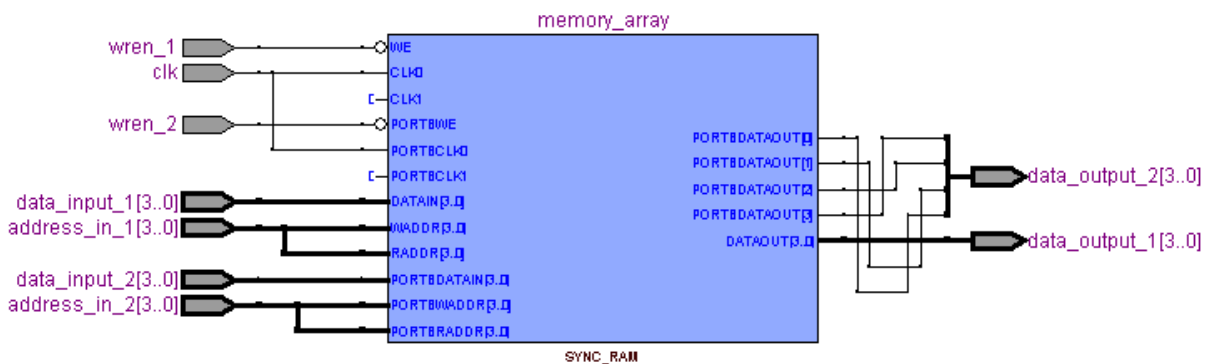 memory_array
wren_1
clk
wren_2
data_input_1[3..0]
address_in_1[3..0]
data_input_2[3..0]
address_in_2[3..0]
WE
CLK0
CLK1
PORTBWE
PORTBCLK0
PORTBCLK1
DATAIN[3..0]
WADDR[3..0]
RADDR[3..0]
PORTBDATAIN[3..0]
PORTBWADDR[3..0]
PORTBRADDR[3..0]
PORTBDATAOUT[0]
PORTBDATAOUT[1]
PORTBDATAOUT[2]
PORTBDATAOUT[3]
DATAOUT[3..0]
data_output_2[3..0]
data_output_1[3..0]
SYNC_RAM